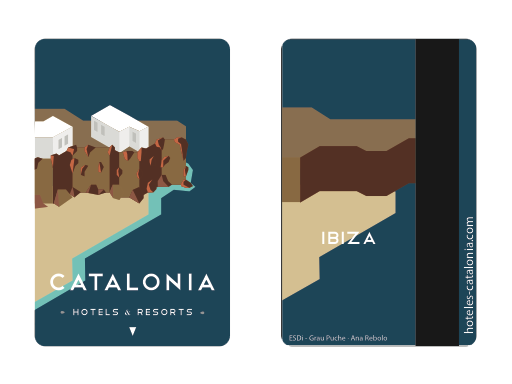 CATALONIA
HOTELS & RESORTS
IBIZA
hoteles-catalonia.com
ESDi - Grau Puche - Ana Rebolo